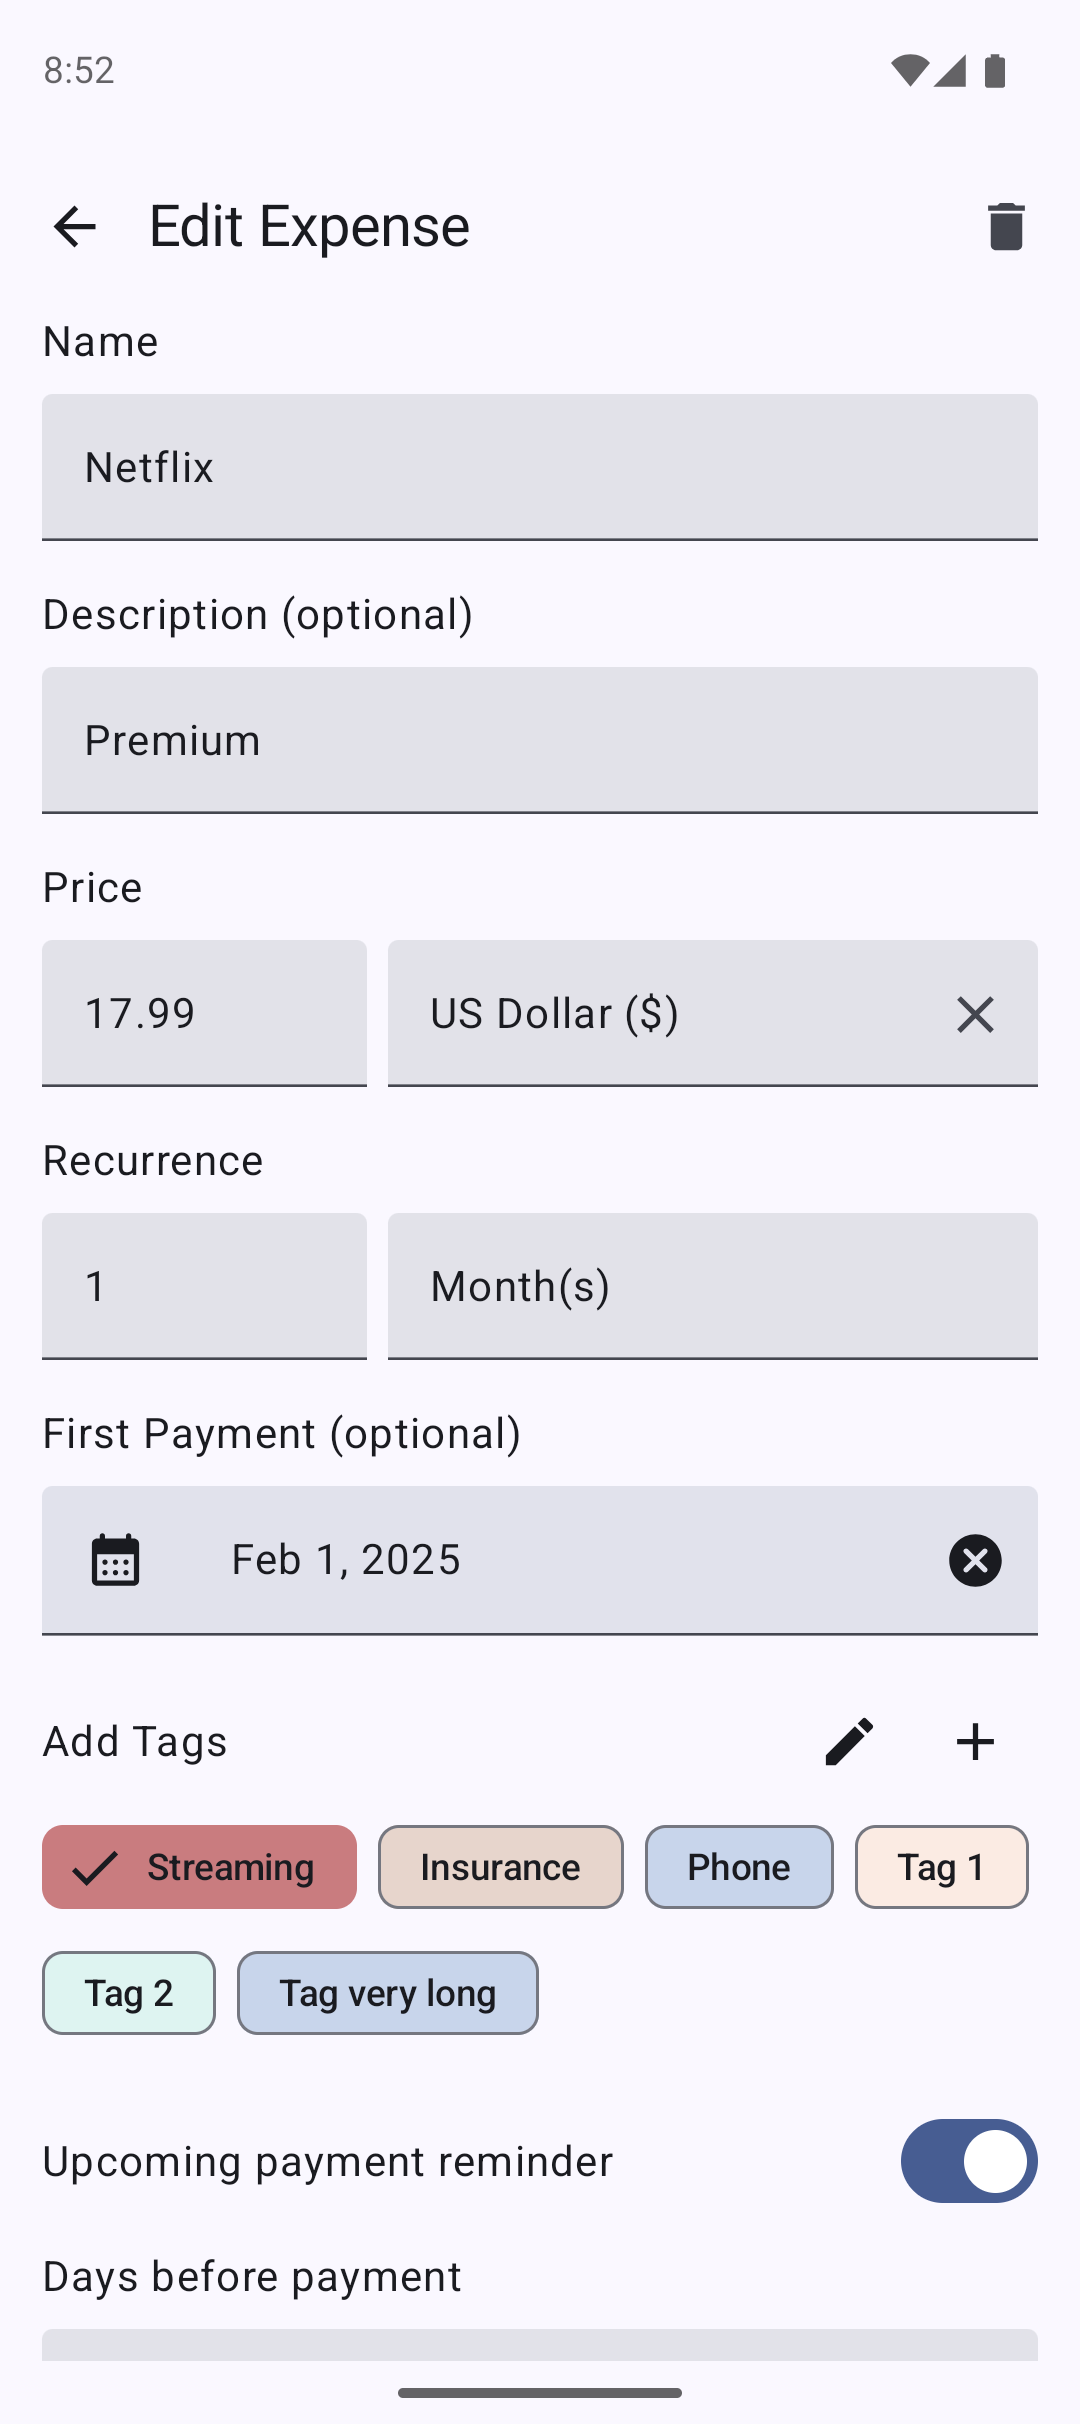 8:52
Edit Expense
Name
Netflix
Description (optional)
Premium
Price
17.99
US Dollar ($)
Recurrence
1
Month(s)
First Payment (optional)
Feb 1, 2025
Add Tags
Streaming
Insurance
Phone
Tag 1
Tag 2
Tag very long
Upcoming payment reminder
Days before payment